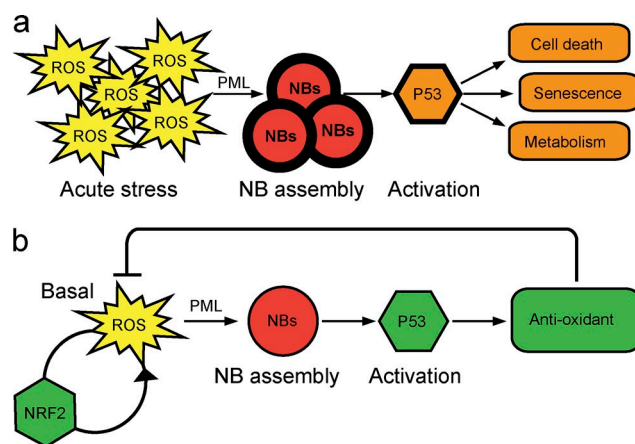 a
ROS
ROS
ROS
ROS
ROS
PML
NBs
NBs
NBs
P53
Cell death
Senescence
Metabolism
Acute stress
NB assembly
Activation
b
Basal
ROS
PML
NBs
P53
Anti-oxidant
NB assembly
Activation
NRF2